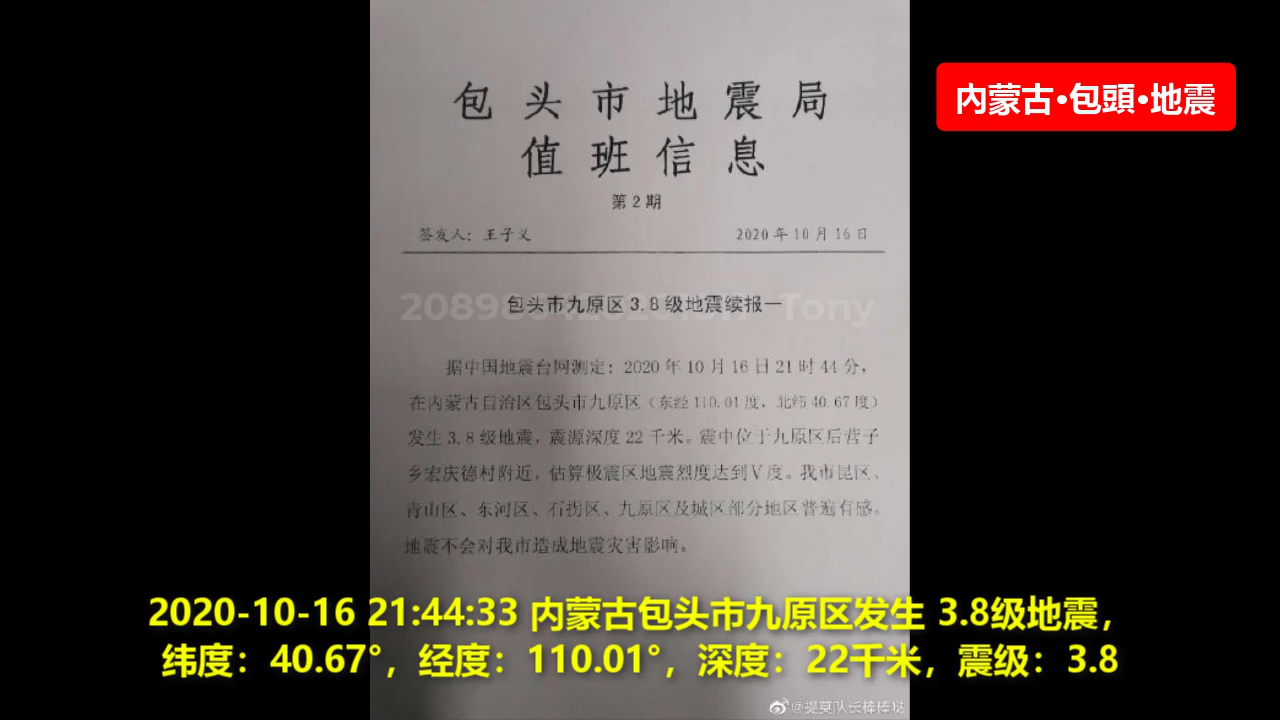 内蒙古•包頭•地震
包头市地震局
值班信息
第2期
签发人：王子义 2020年10月16日
包头市九原区3.8级地震续报一
据中国地震台网测定：2020年10月16日21时44分，
在内蒙古自治区包头市九原区（东经110.01度，北纬40.67度）
发生3.8级地震，震源深度22千米。震中位于九原区后营子
乡宏庆德村附近，估算极震区地震烈度达到Ⅴ度。我市昆区、
青山区、东河区、石拐区、九原区及城区部分地区普遍有感。
地震不会对我市造成地震灾害影响。
2020-10-16 21:44:33 内蒙古包头市九原区发生 3.8级地震，
纬度：40.67°，经度：110.01°，深度：22千米，震级：3.8
@提莫队长棒棒哒
Tony